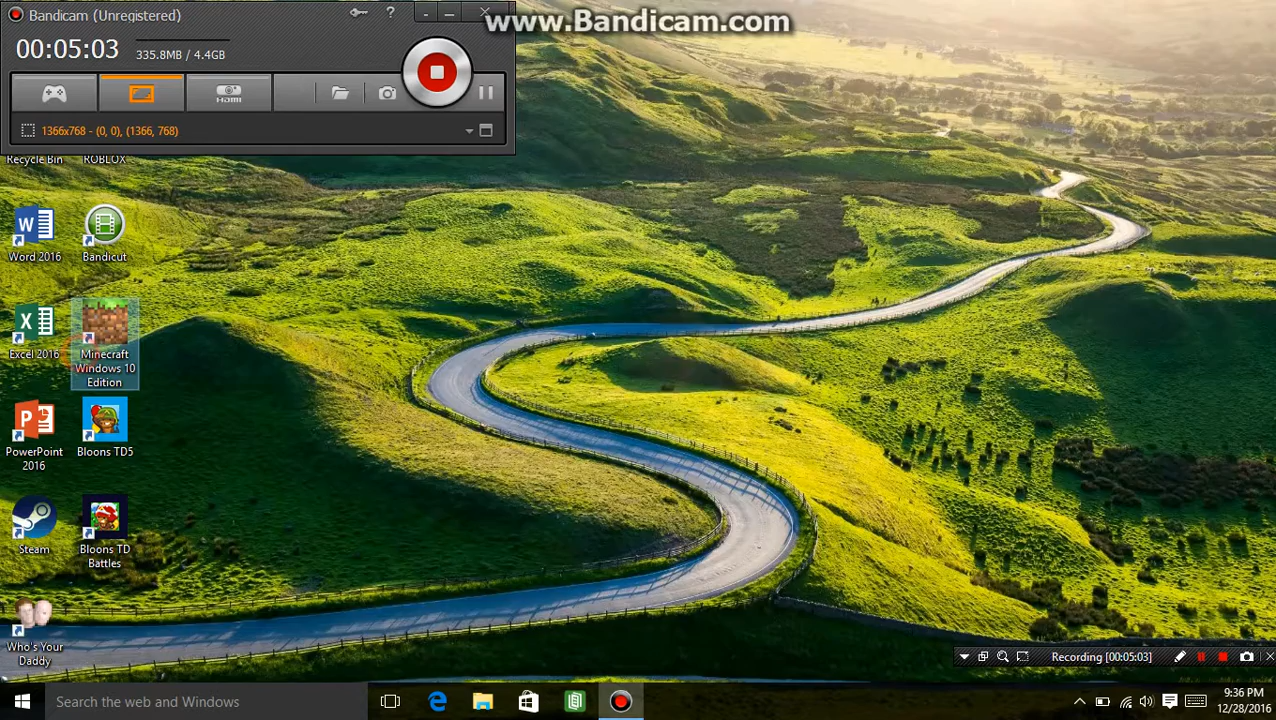 Bandicam (Unregistered)
?
www.Bandicam.com
00:05:03
335.8MB / 4.4GB
HDMI
1366x768 - (0, 0), (1366, 768)
Recycle Bin
ROBLOX
Word 2016
Bandicut
Excel 2016
Minecraft
Windows 10
Edition
PowerPoint
2016
Bloons TD5
Steam
Bloons TD
Battles
Who's Your
Daddy
Recording [00:05:03]
Search the web and Windows
9:36 PM
12/28/2016